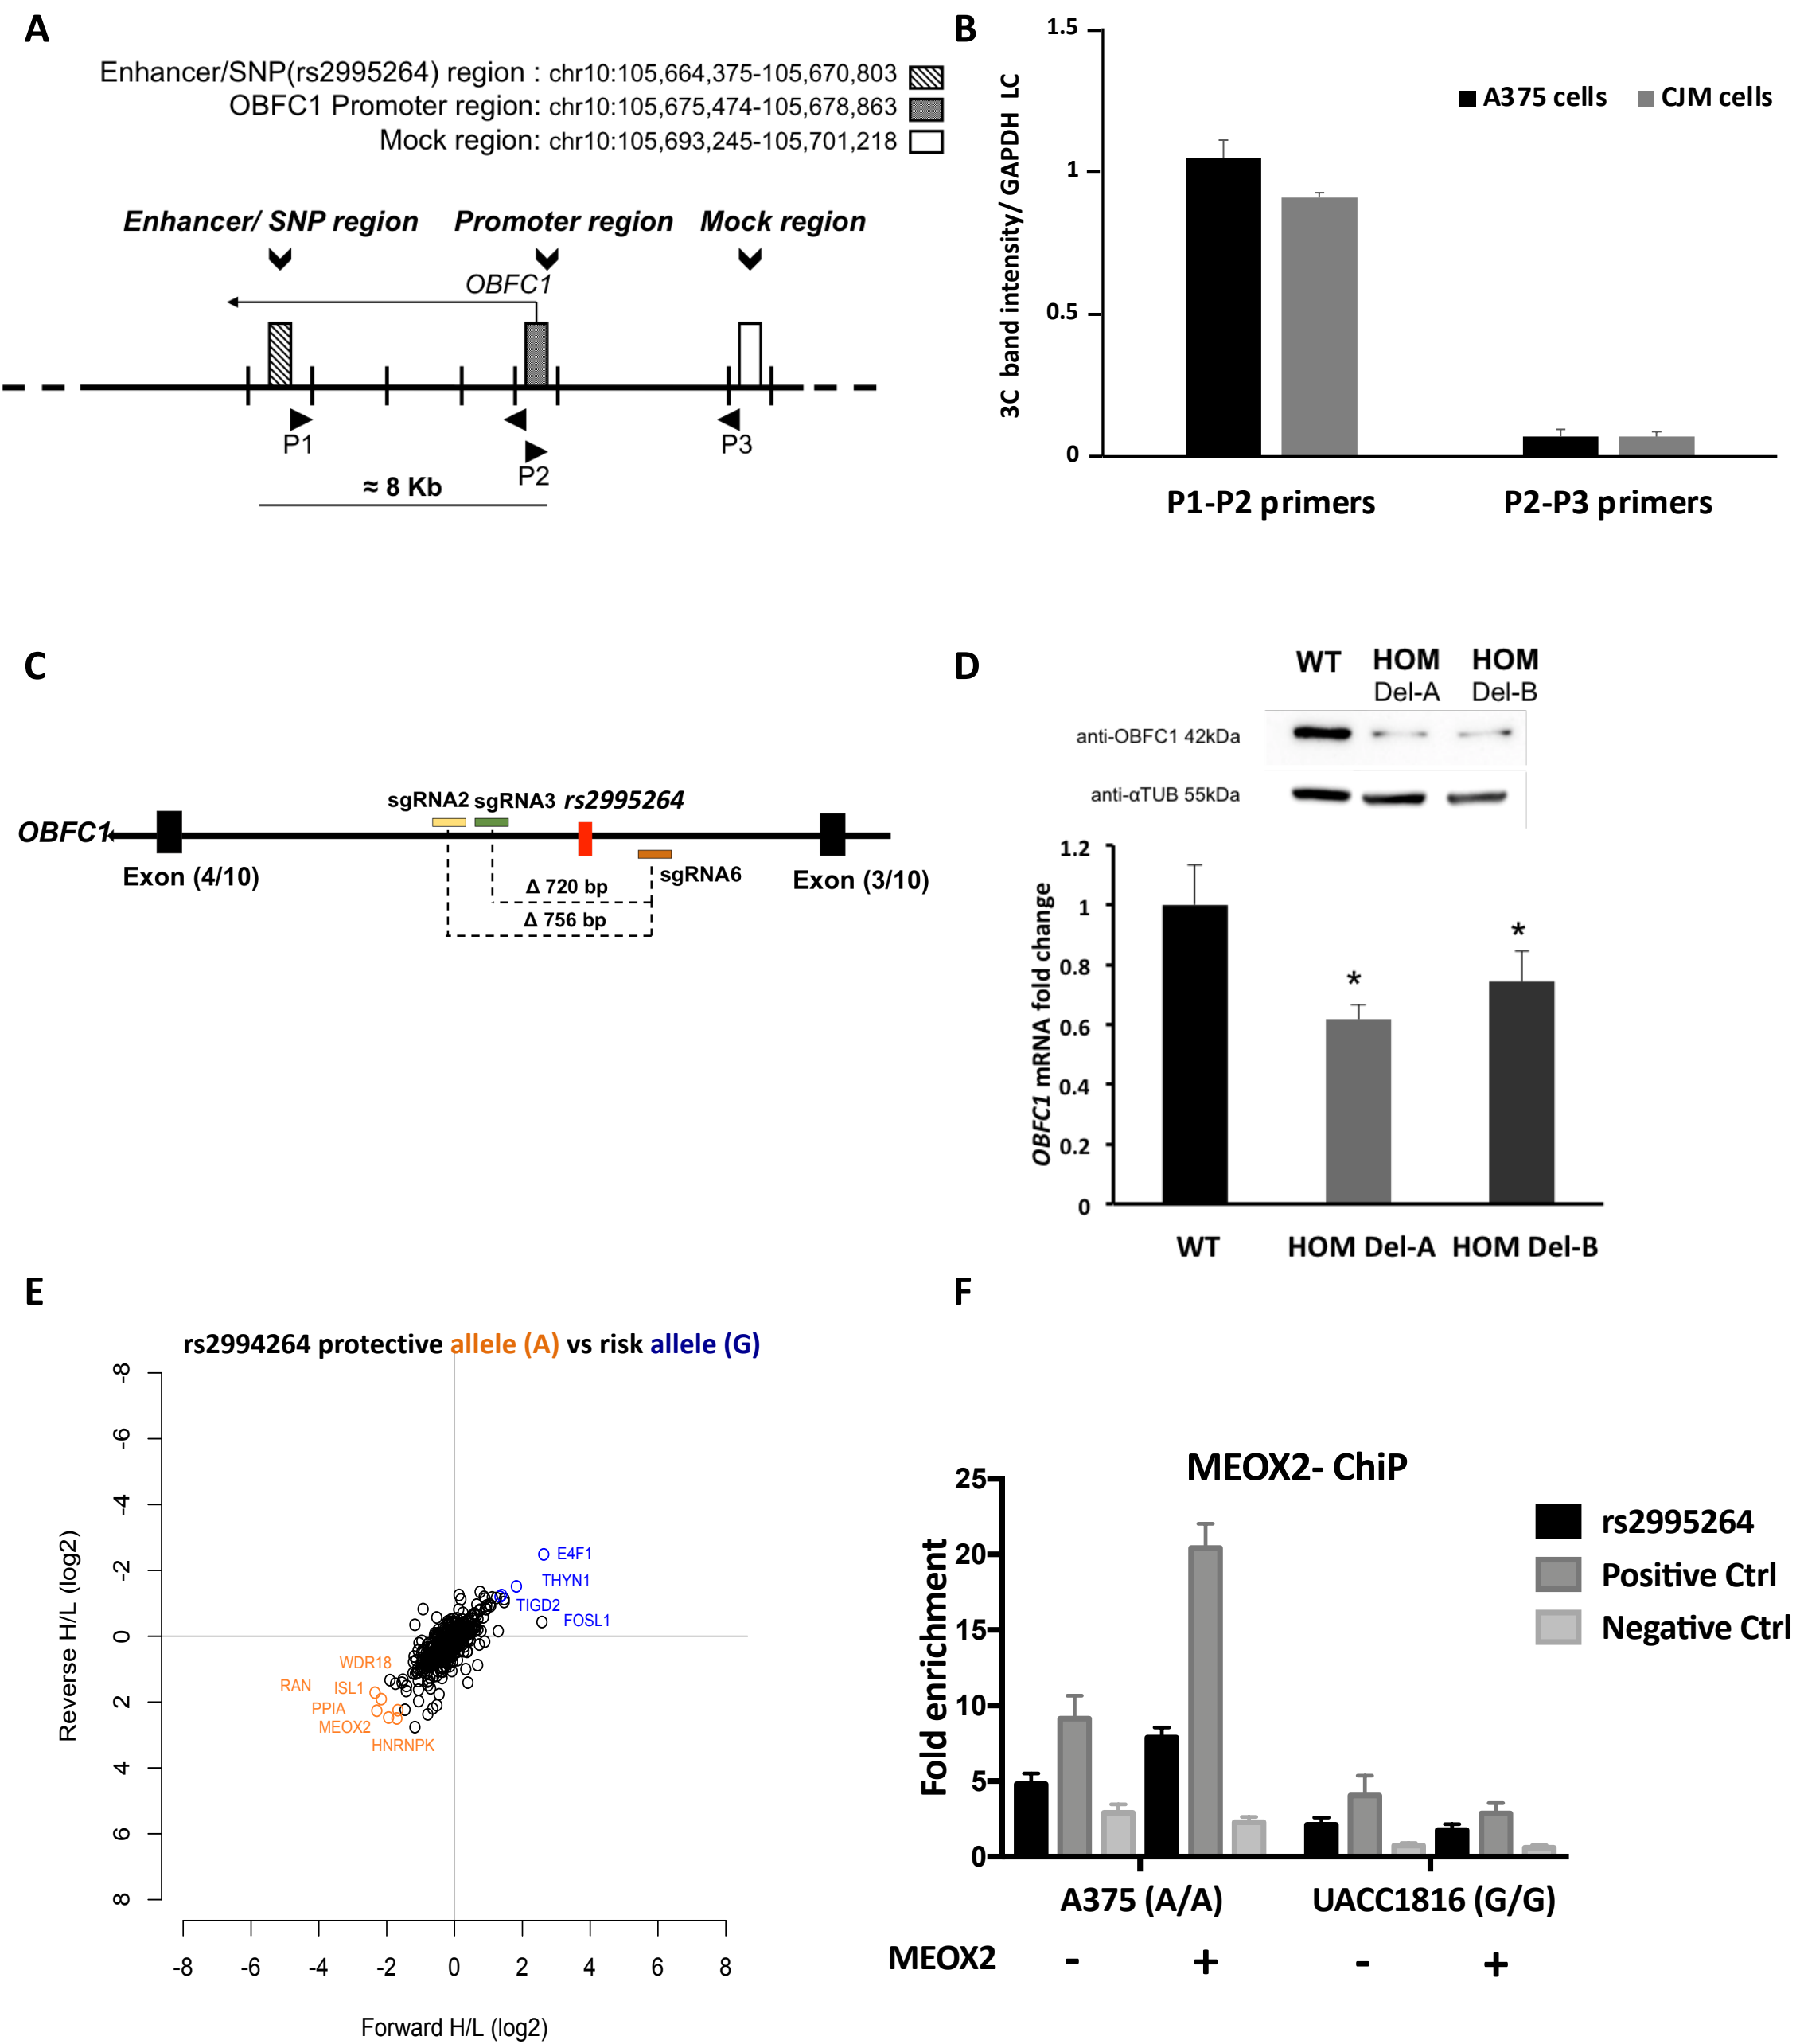 A
Enhancer/SNP(rs2995264) region : chr10:105,664,375-105,670,803
OBFC1 Promoter region: chr10:105,675,474-105,678,863
Mock region: chr10:105,693,245-105,701,218
Enhancer/ SNP region Promoter region Mock region
OBFC1
P1
P2
P3
≈ 8 Kb
B
3C band intensity/ GAPDH LC
1.5
1
0.5
0
A375 cells CJM cells
P1-P2 primers P2-P3 primers
C
sgRNA2 sgRNA3 rs2995264
OBFC1
Exon (4/10)
sgRNA6
Exon (3/10)
Δ 720 bp
Δ 756 bp
D
WT HOM HOM
Del-A Del-B
anti-OBFC1 42kDa
anti-αTUB 55kDa
OBFC1 mRNA fold change
1.2
1
0.8
0.6
0.4
0.2
0
*
*
WT HOM Del-A HOM Del-B
E
rs2994264 protective allele (A) vs risk allele (G)
Reverse H/L (log2)
-8
-6
-4
-2
0
2
4
6
8
E4F1
THYN1
TIGD2
FOSL1
WDR18
RAN
ISL1
PPIA
MEOX2
HNRNPK
-8 -6 -4 -2 0 2 4 6 8
Forward H/L (log2)
F
MEOX2- ChiP
Fold enrichment
25
20
15
10
5
0
rs2995264
Positive Ctrl
Negative Ctrl
A375 (A/A) UACC1816 (G/G)
MEOX2 - + - +